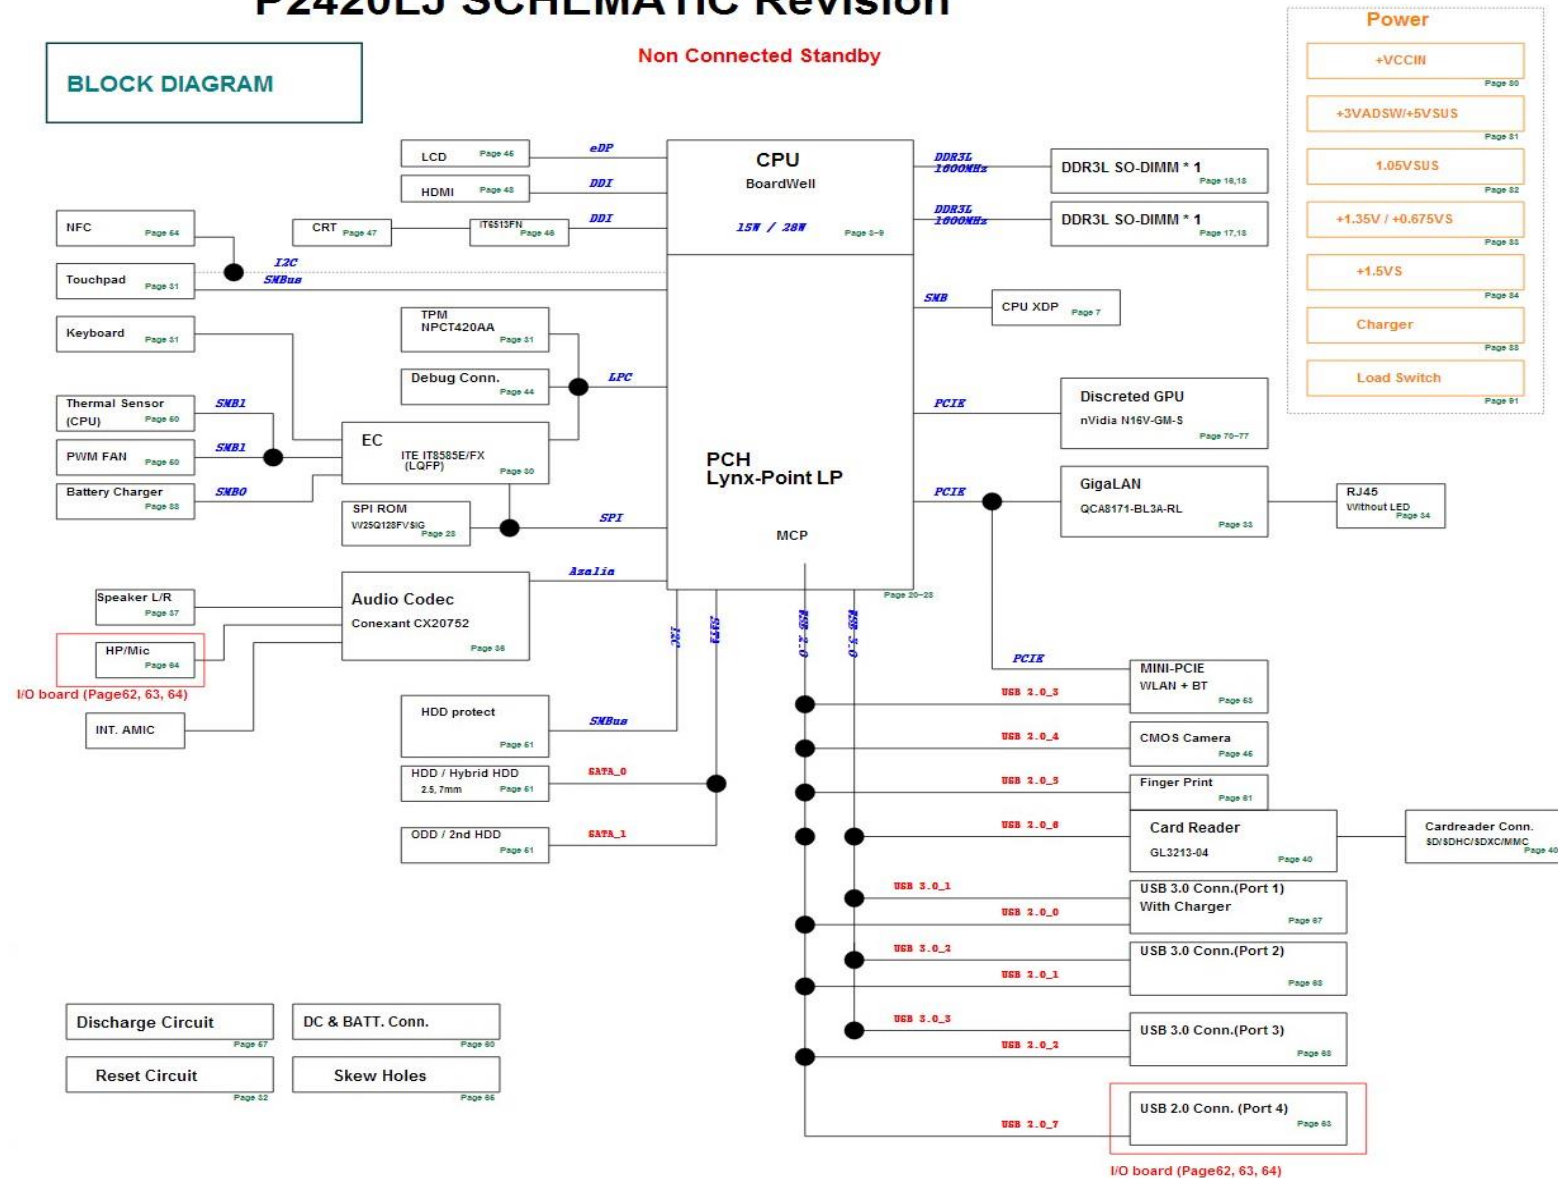 P2420LJ SCHEMATIC Revision
BLOCK DIAGRAM
Non Connected Standby
Power
+VCCIN
Page 80
+3VADSW/+5VSUS
Page 81
1.05VSUS
Page 82
+1.35V / +0.675VS
Page 83
+1.5VS
Page 84
Charger
Page 88
Load Switch
Page 91
LCD Page 45
eDP
HDMI Page 48
DDI
CRT Page 47
IT6513FN
Page 46
DDI
NFC
Page 64
I2C
SMBus
Touchpad
Page 31
Keyboard
Page 31
TPM
NPCT420AA
Page 31
Debug Conn.
Page 44
LPC
Thermal Sensor
(CPU) Page 50
SMB1
PWM FAN Page 50
SMB1
Battery Charger
Page 88
SMB0
EC
ITE IT8585E/FX
(LQFP) Page 30
SPI ROM
W25Q128FVSIG
Page 28
SPI
CPU
BoardWell
15W / 28W Page 3~9
PCH
Lynx-Point LP
MCP
Page 20~28
DDR3L
1600MHz
DDR3L SO-DIMM * 1
Page 16,18
DDR3L
1600MHz
DDR3L SO-DIMM * 1
Page 17,18
SMB
CPU XDP Page 7
PCIE
Discreted GPU
nVidia N16V-GM-S
Page 70~77
PCIE
GigaLAN
QCA8171-BL3A-RL
Page 33
RJ45
Without LED
Page 34
Azalia
Audio Codec
Conexant CX20752
Page 36
Speaker L/R
Page 37
HP/Mic
Page 64
I/O board (Page62, 63, 64)
INT. AMIC
I2C
SATA
USB 2.0
USB 3.0
HDD protect
Page 51
SMBus
HDD / Hybrid HDD
2.5, 7mm Page 51
SATA_0
ODD / 2nd HDD
Page 51
SATA_1
PCIE
MINI-PCIE
WLAN + BT
Page 53
USB 2.0_3
CMOS Camera
Page 45
USB 2.0_4
Finger Print
Page 61
USB 2.0_5
Card Reader
GL3213-04
Page 40
USB 2.0_6
Cardreader Conn.
SD/SDHC/SDXC/MMC
Page 40
USB 3.0_1
USB 2.0_0
USB 3.0 Conn.(Port 1)
With Charger
Page 67
USB 3.0_2
USB 2.0_1
USB 3.0 Conn.(Port 2)
Page 68
USB 3.0_3
USB 2.0_2
USB 3.0 Conn.(Port 3)
Page 68
USB 2.0_7
USB 2.0 Conn. (Port 4)
Page 63
I/O board (Page62, 63, 64)
Discharge Circuit
Page 57
DC & BATT. Conn.
Page 60
Reset Circuit
Page 32
Skew Holes
Page 65